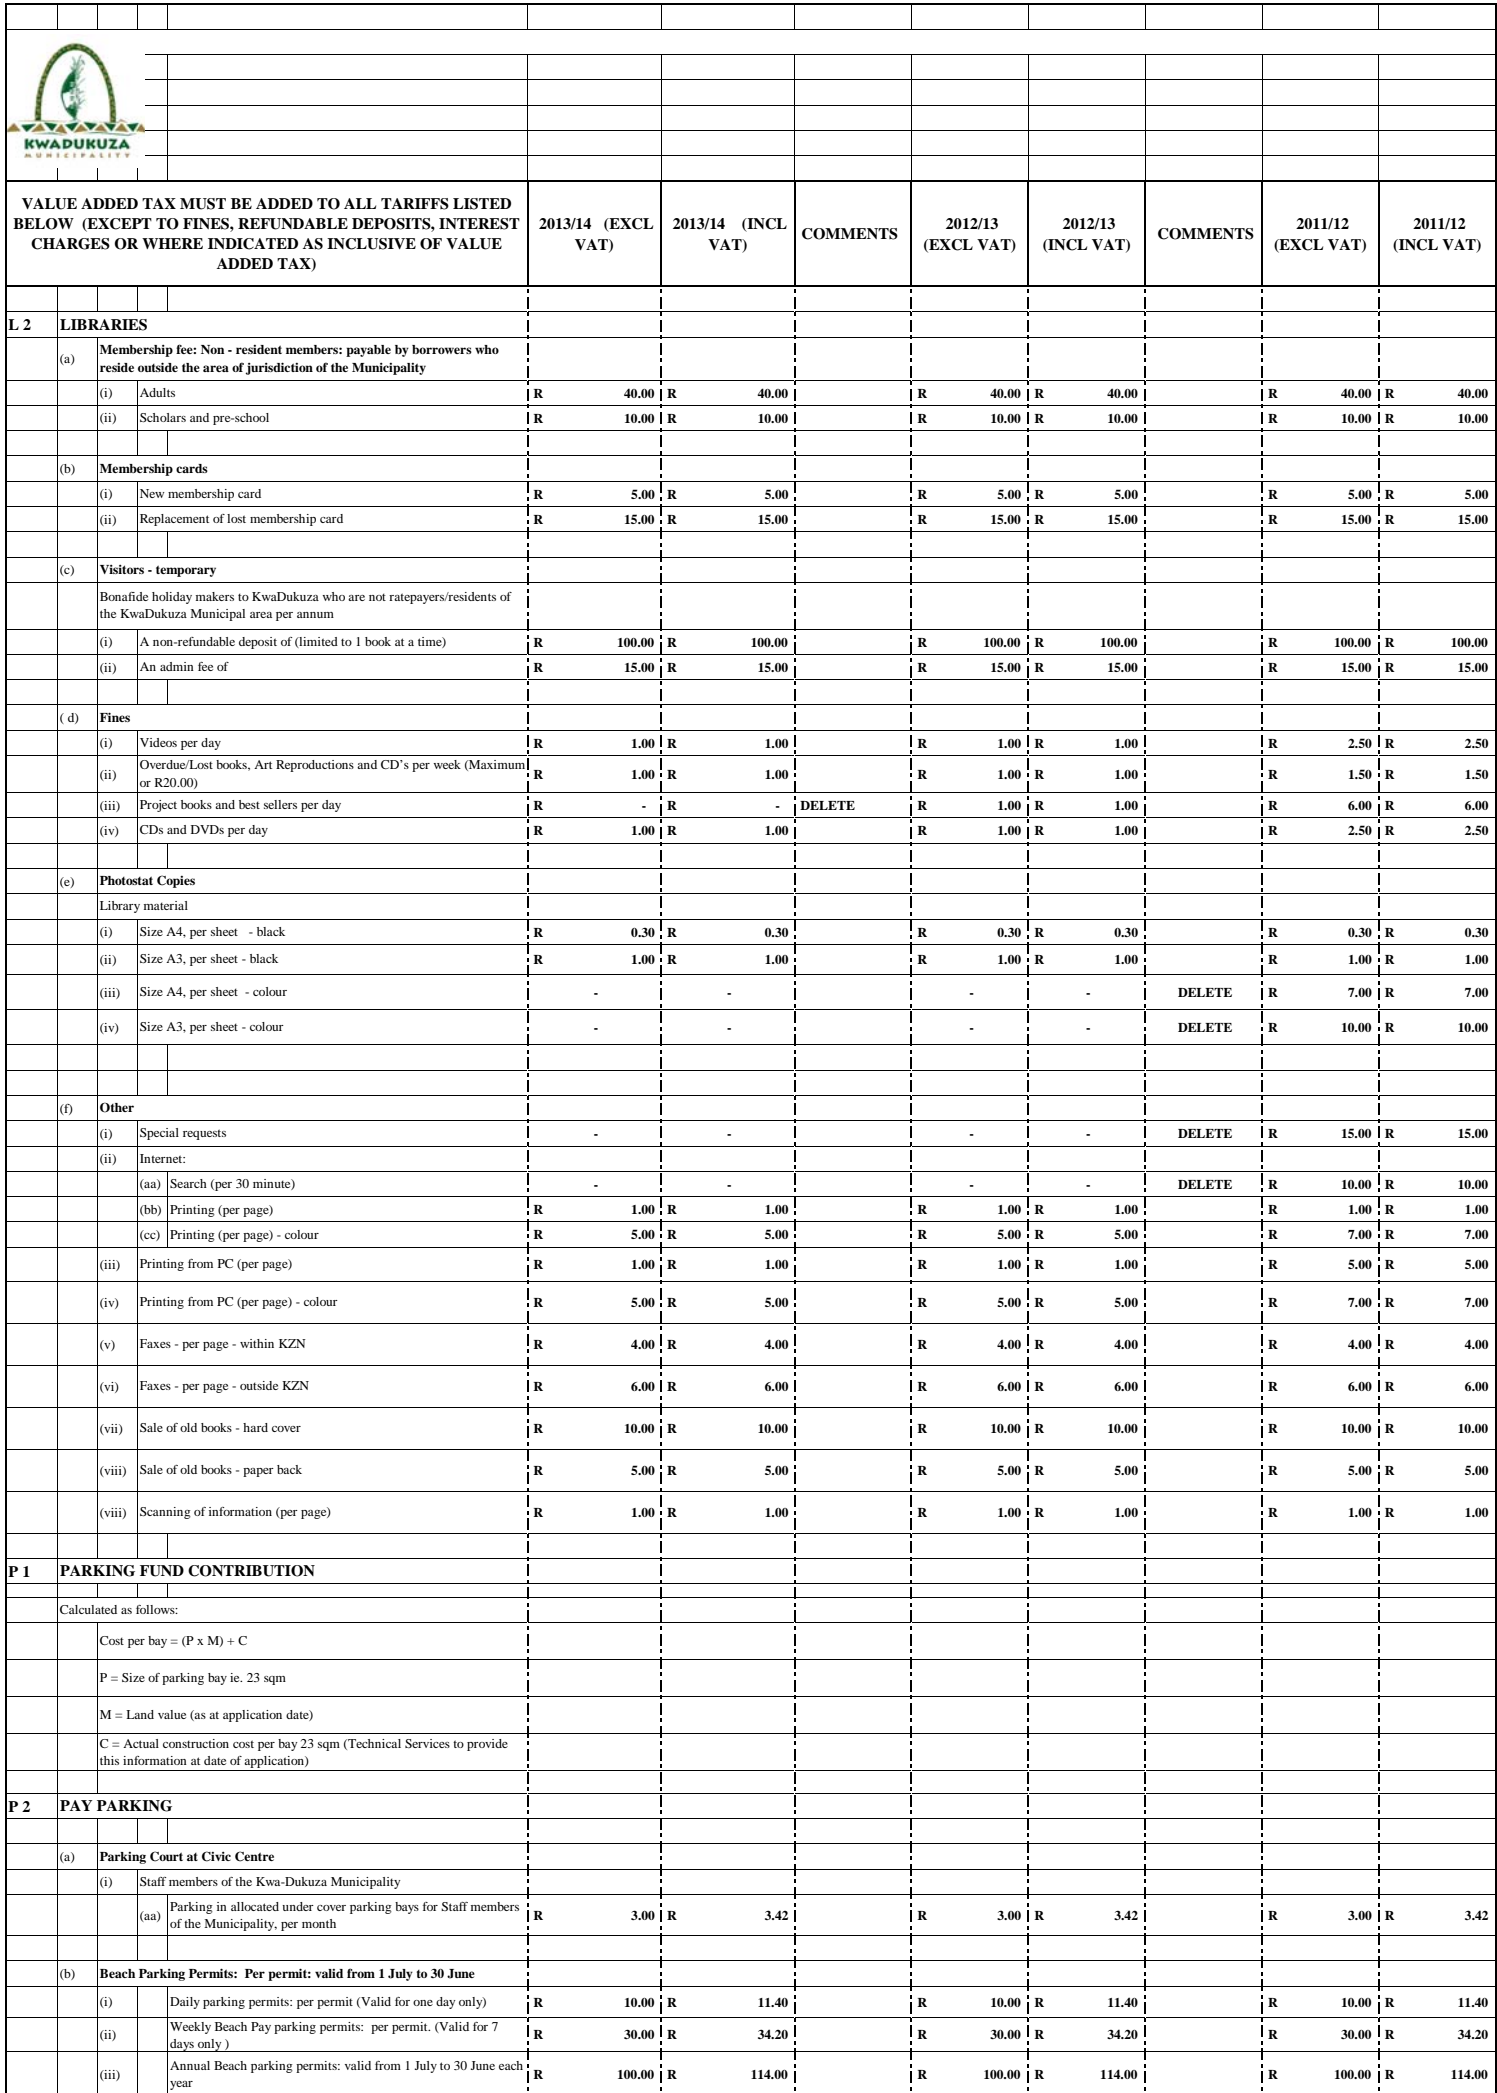 KWADUKUZA
MUNICIPALITY
VALUE ADDED TAX MUST BE ADDED TO ALL TARIFFS LISTED
BELOW (EXCEPT TO FINES, REFUNDABLE DEPOSITS, INTEREST
CHARGES OR WHERE INDICATED AS INCLUSIVE OF VALUE
ADDED TAX)
2013/14 (EXCL VAT) 2013/14 (INCL VAT) COMMENTS 2012/13 (EXCL VAT) 2012/13 (INCL VAT) COMMENTS 2011/12 (EXCL VAT) 2011/12 (INCL VAT)
L 2 LIBRARIES
(a) Membership fee: Non - resident members: payable by borrowers who
reside outside the area of jurisdiction of the Municipality
(i) Adults R 40.00 R 40.00 R 40.00 R 40.00 R 40.00 R 40.00
(ii) Scholars and pre-school R 10.00 R 10.00 R 10.00 R 10.00 R 10.00 R 10.00
(b) Membership cards
(i) New membership card R 5.00 R 5.00 R 5.00 R 5.00 R 5.00 R 5.00
(ii) Replacement of lost membership card R 15.00 R 15.00 R 15.00 R 15.00 R 15.00 R 15.00
(c) Visitors - temporary
Bonafide holiday makers to KwaDukuza who are not ratepayers/residents of
the KwaDukuza Municipal area per annum
(i) A non-refundable deposit of (limited to 1 book at a time) R 100.00 R 100.00 R 100.00 R 100.00 R 100.00 R 100.00
(ii) An admin fee of R 15.00 R 15.00 R 15.00 R 15.00 R 15.00 R 15.00
( d) Fines
(i) Videos per day R 1.00 R 1.00 R 1.00 R 1.00 R 2.50 R 2.50
(ii) Overdue/Lost books, Art Reproductions and CD's per week (Maximum
or R20.00) R 1.00 R 1.00 R 1.00 R 1.00 R 1.50 R 1.50
(iii) Project books and best sellers per day R - R - DELETE R 1.00 R 1.00 R 6.00 R 6.00
(iv) CDs and DVDs per day R 1.00 R 1.00 R 1.00 R 1.00 R 2.50 R 2.50
(e) Photostat Copies
Library material
(i) Size A4, per sheet - black R 0.30 R 0.30 R 0.30 R 0.30 R 0.30 R 0.30
(ii) Size A3, per sheet - black R 1.00 R 1.00 R 1.00 R 1.00 R 1.00 R 1.00
(iii) Size A4, per sheet - colour - - - - DELETE R 7.00 R 7.00
(iv) Size A3, per sheet - colour - - - - DELETE R 10.00 R 10.00
(f) Other
(i) Special requests - - - - DELETE R 15.00 R 15.00
(ii) Internet:
(aa) Search (per 30 minute) - - - - DELETE R 10.00 R 10.00
(bb) Printing (per page) R 1.00 R 1.00 R 1.00 R 1.00 R 1.00 R 1.00
(cc) Printing (per page) - colour R 5.00 R 5.00 R 5.00 R 5.00 R 7.00 R 7.00
(iii) Printing from PC (per page) R 1.00 R 1.00 R 1.00 R 1.00 R 5.00 R 5.00
(iv) Printing from PC (per page) - colour R 5.00 R 5.00 R 5.00 R 5.00 R 7.00 R 7.00
(v) Faxes - per page - within KZN R 4.00 R 4.00 R 4.00 R 4.00 R 4.00 R 4.00
(vi) Faxes - per page - outside KZN R 6.00 R 6.00 R 6.00 R 6.00 R 6.00 R 6.00
(vii) Sale of old books - hard cover R 10.00 R 10.00 R 10.00 R 10.00 R 10.00 R 10.00
(viii) Sale of old books - paper back R 5.00 R 5.00 R 5.00 R 5.00 R 5.00 R 5.00
(viii) Scanning of information (per page) R 1.00 R 1.00 R 1.00 R 1.00 R 1.00 R 1.00
P 1 PARKING FUND CONTRIBUTION
Calculated as follows:
Cost per bay = (P x M) + C
P = Size of parking bay ie. 23 sqm
M = Land value (as at application date)
C = Actual construction cost per bay 23 sqm (Technical Services to provide
this information at date of application)
P 2 PAY PARKING
(a) Parking Court at Civic Centre
(i) Staff members of the Kwa-Dukuza Municipality
(aa) Parking in allocated under cover parking bays for Staff members
of the Municipality, per month R 3.00 R 3.42 R 3.00 R 3.42 R 3.00 R 3.42
(b) Beach Parking Permits: Per permit: valid from 1 July to 30 June
(i) Daily parking permits: per permit (Valid for one day only) R 10.00 R 11.40 R 10.00 R 11.40 R 10.00 R 11.40
(ii) Weekly Beach Pay parking permits: per permit. (Valid for 7
days only ) R 30.00 R 34.20 R 30.00 R 34.20 R 30.00 R 34.20
(iii) Annual Beach parking permits: valid from 1 July to 30 June each
year R 100.00 R 114.00 R 100.00 R 114.00 R 100.00 R 114.00